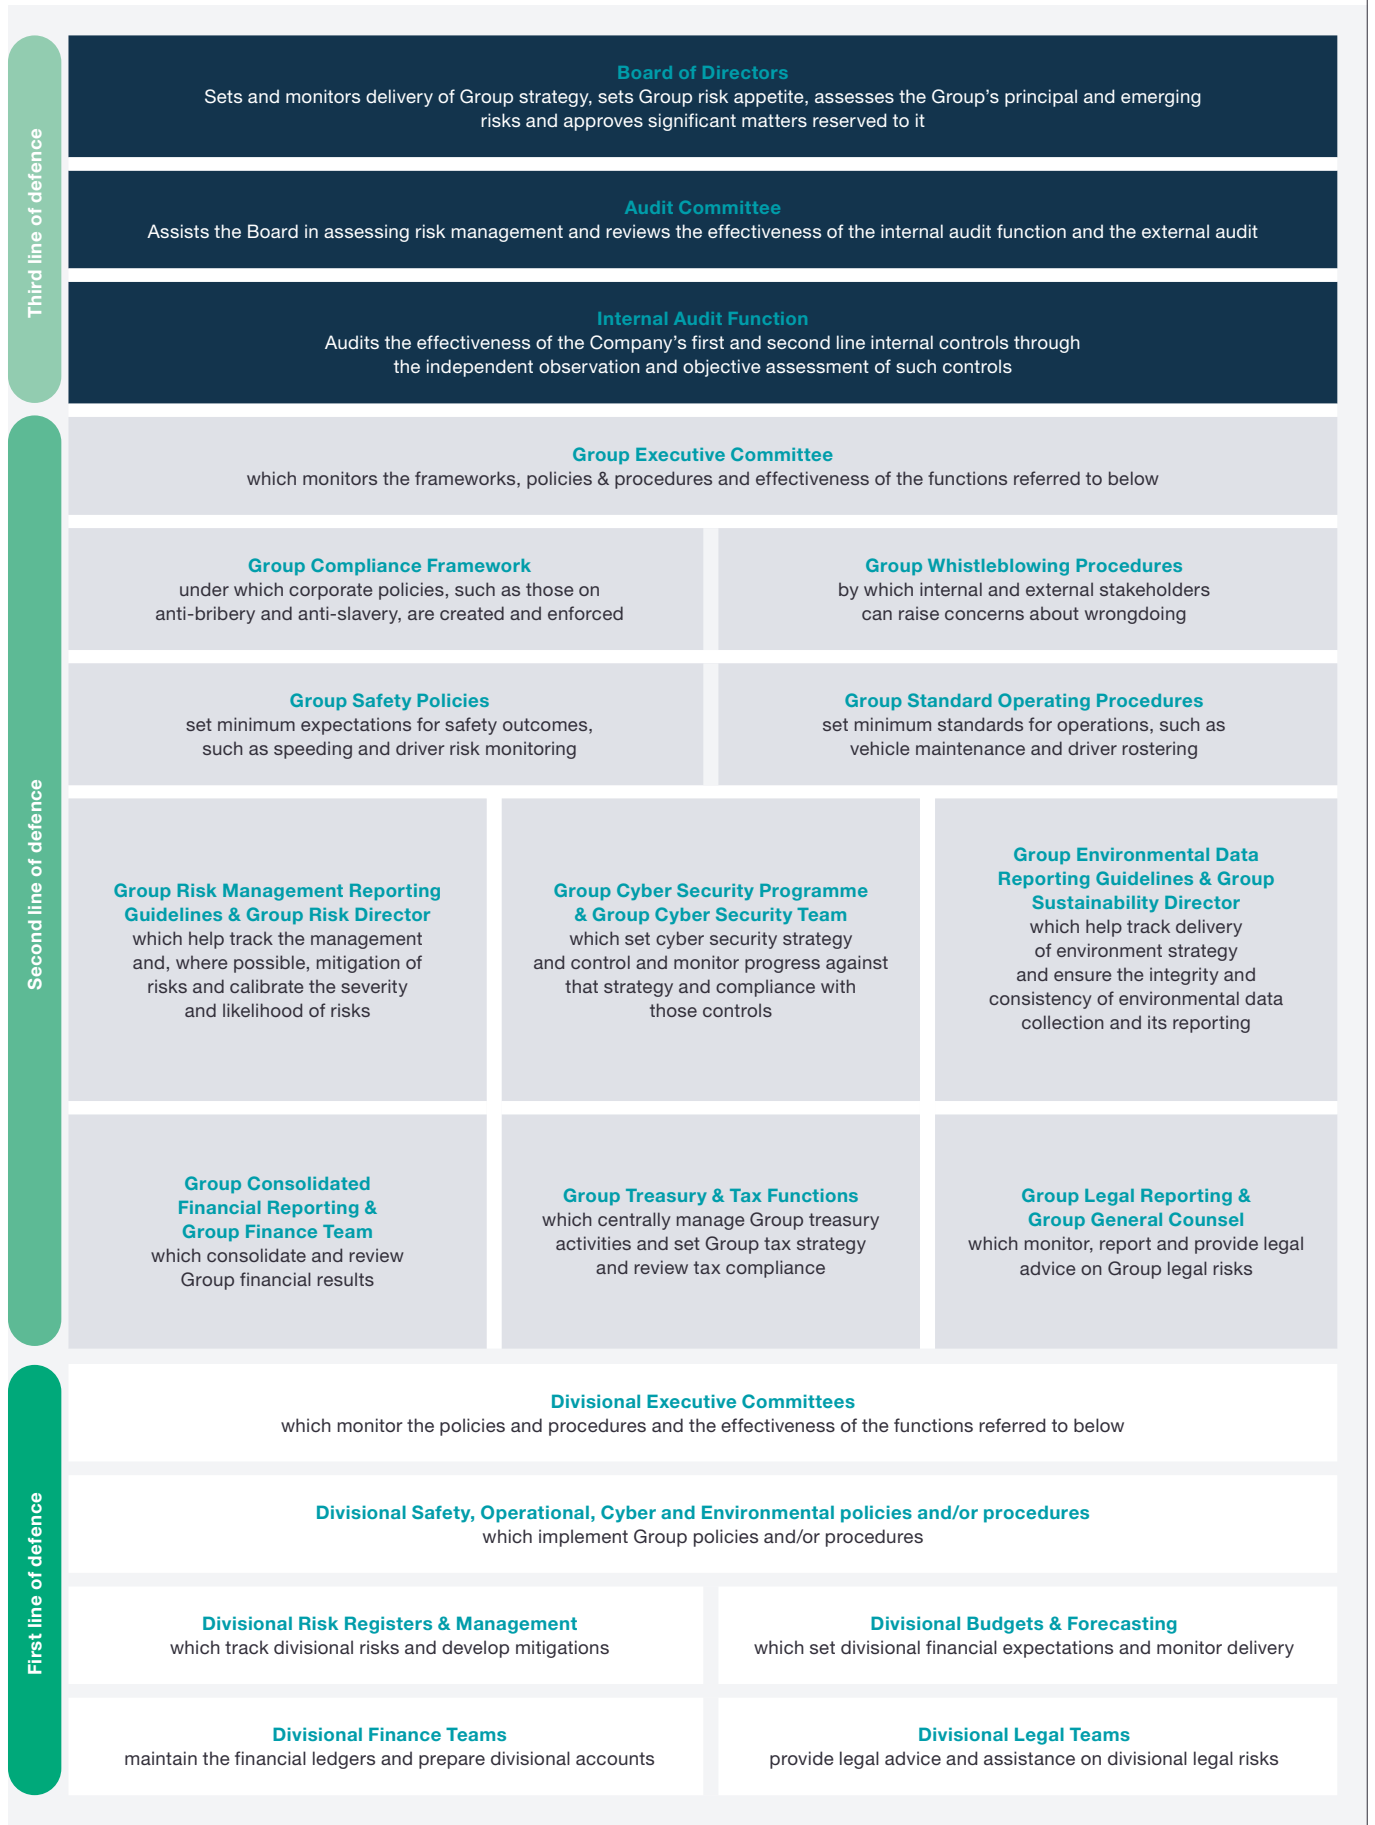 Third line of defence
Board of Directors
Sets and monitors delivery of Group strategy, sets Group risk appetite, assesses the Group’s principal and emerging
risks and approves significant matters reserved to it
Audit Committee
Assists the Board in assessing risk management and reviews the effectiveness of the internal audit function and the external audit
Internal Audit Function
Audits the effectiveness of the Company’s first and second line internal controls through
the independent observation and objective assessment of such controls
Second line of defence
Group Executive Committee
which monitors the frameworks, policies & procedures and effectiveness of the functions referred to below
Group Compliance Framework
under which corporate policies, such as those on
anti-bribery and anti-slavery, are created and enforced
Group Whistleblowing Procedures
by which internal and external stakeholders
can raise concerns about wrongdoing
Group Safety Policies
set minimum expectations for safety outcomes,
such as speeding and driver risk monitoring
Group Standard Operating Procedures
set minimum standards for operations, such as
vehicle maintenance and driver rostering
Group Risk Management Reporting
Guidelines & Group Risk Director
which help track the management
and, where possible, mitigation of
risks and calibrate the severity
and likelihood of risks
Group Cyber Security Programme
& Group Cyber Security Team
which set cyber security strategy
and control and monitor progress against
that strategy and compliance with
those controls
Group Environmental Data
Reporting Guidelines & Group
Sustainability Director
which help track delivery
of environment strategy
and ensure the integrity and
consistency of environmental data
collection and its reporting
Group Consolidated
Financial Reporting &
Group Finance Team
which consolidate and review
Group financial results
Group Treasury & Tax Functions
which centrally manage Group treasury
activities and set Group tax strategy
and review tax compliance
Group Legal Reporting &
Group General Counsel
which monitor, report and provide legal
advice on Group legal risks
First line of defence
Divisional Executive Committees
which monitor the policies and procedures and the effectiveness of the functions referred to below
Divisional Safety, Operational, Cyber and Environmental policies and/or procedures
which implement Group policies and/or procedures
Divisional Risk Registers & Management
which track divisional risks and develop mitigations
Divisional Budgets & Forecasting
which set divisional financial expectations and monitor delivery
Divisional Finance Teams
maintain the financial ledgers and prepare divisional accounts
Divisional Legal Teams
provide legal advice and assistance on divisional legal risks